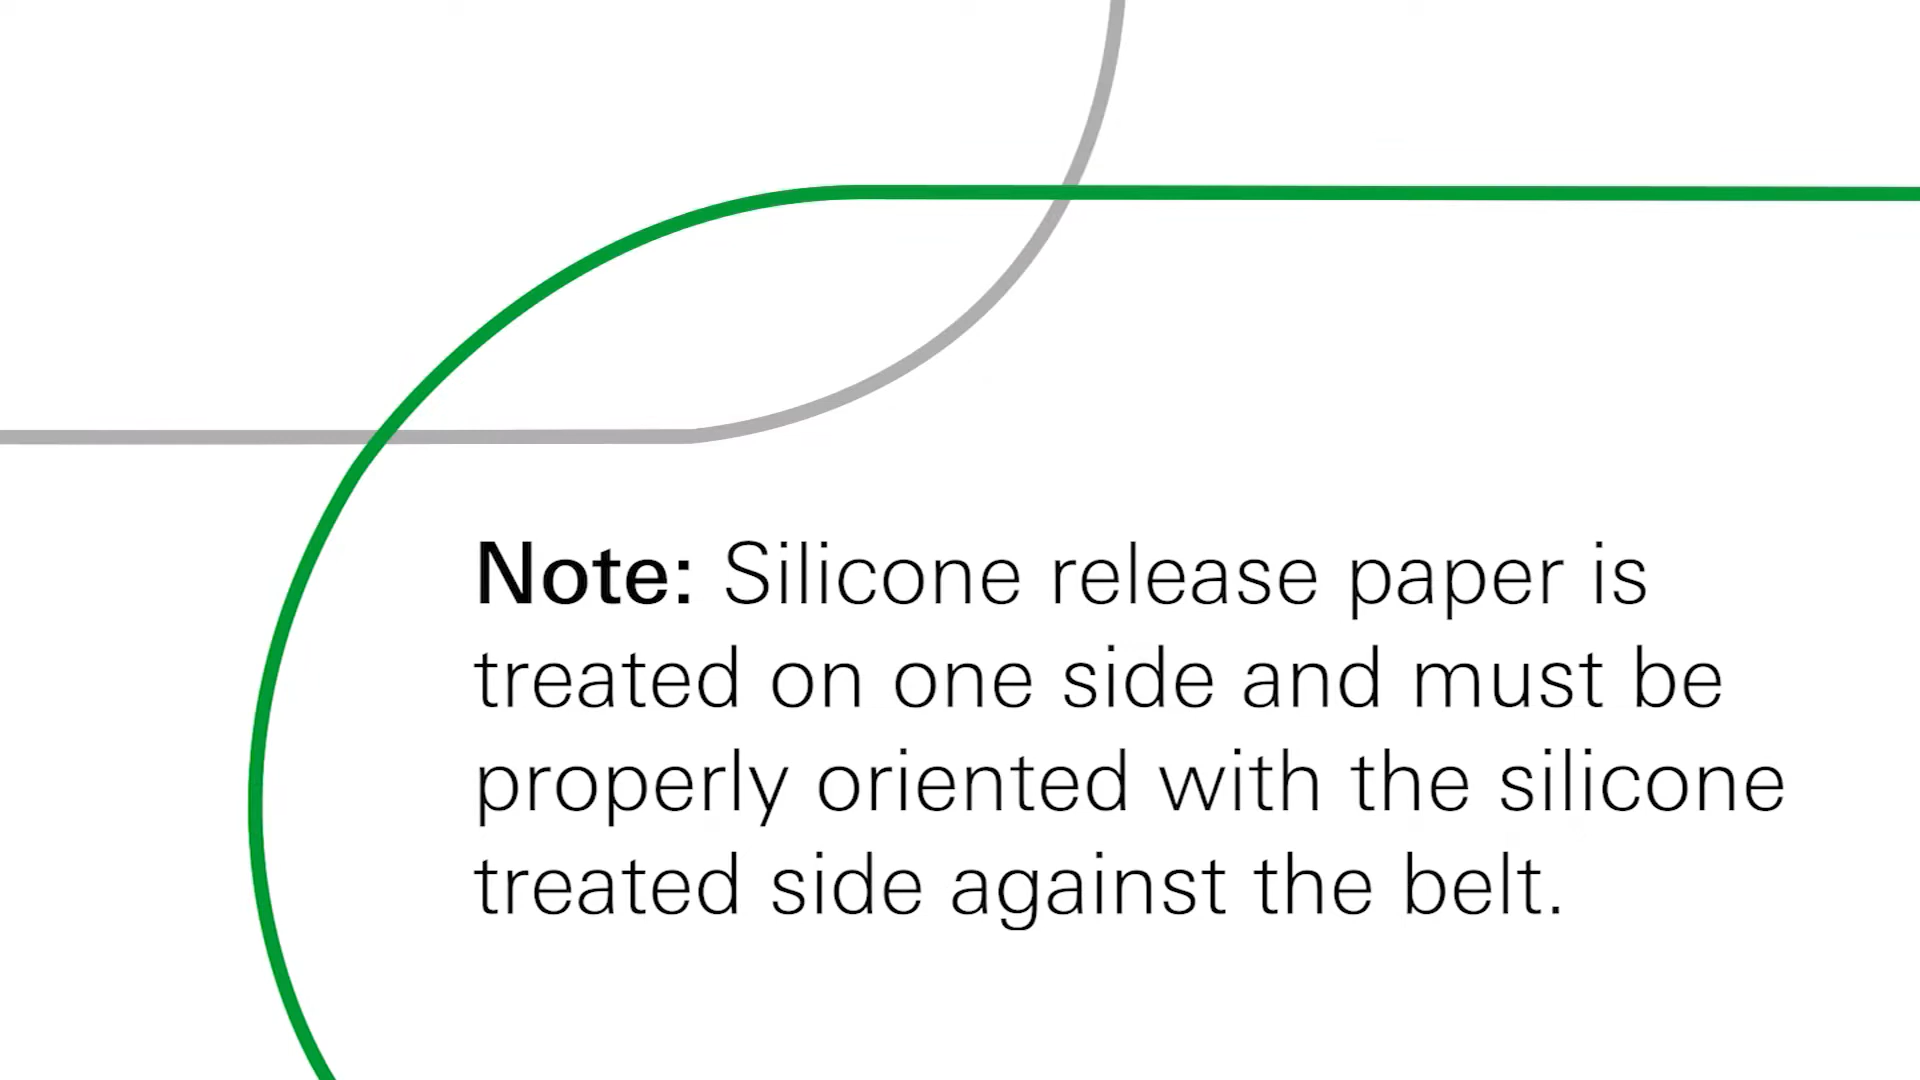 Note: Silicone release paper is
treated on one side and must be
properly oriented with the silicone
treated side against the belt.